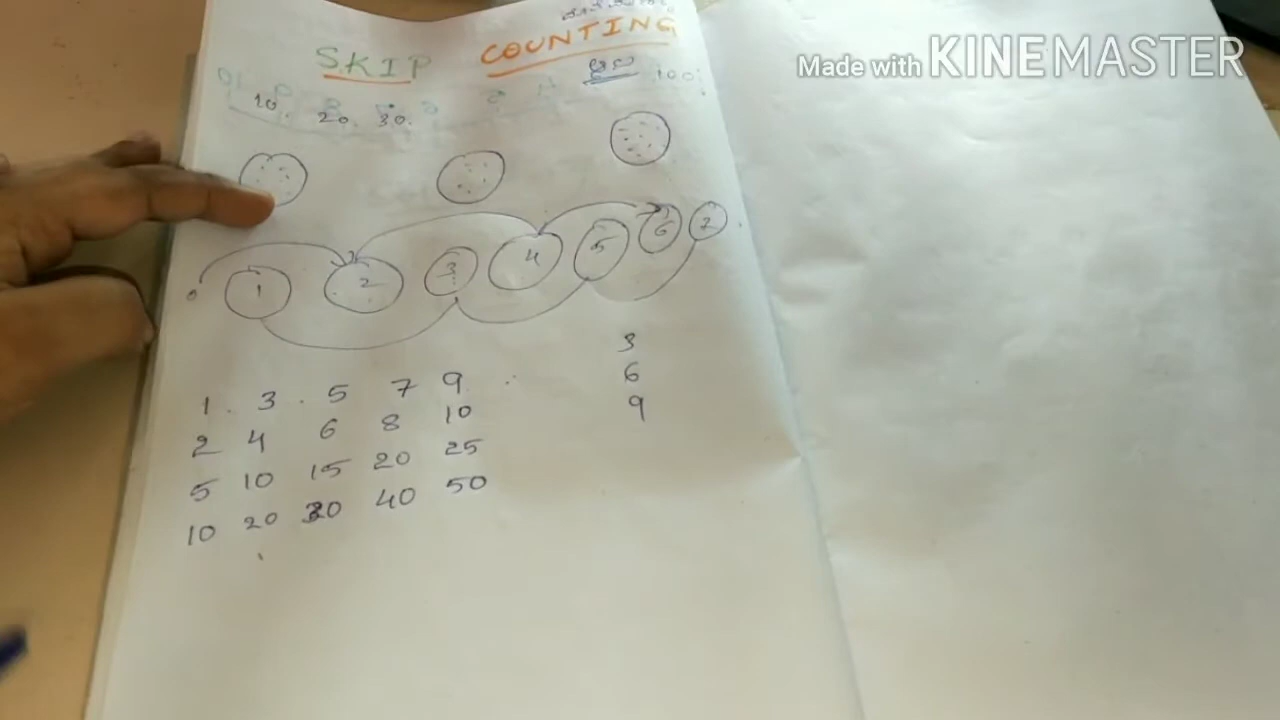 SKIP COUNTING
Made with KINEMASTER
100
10. 20. 30.
0 1 2 3 4 5 6 7
1 3 5 7 9
2 4 6 8 10
5 10 15 20 25
10 20 30 40 50
3
6
9